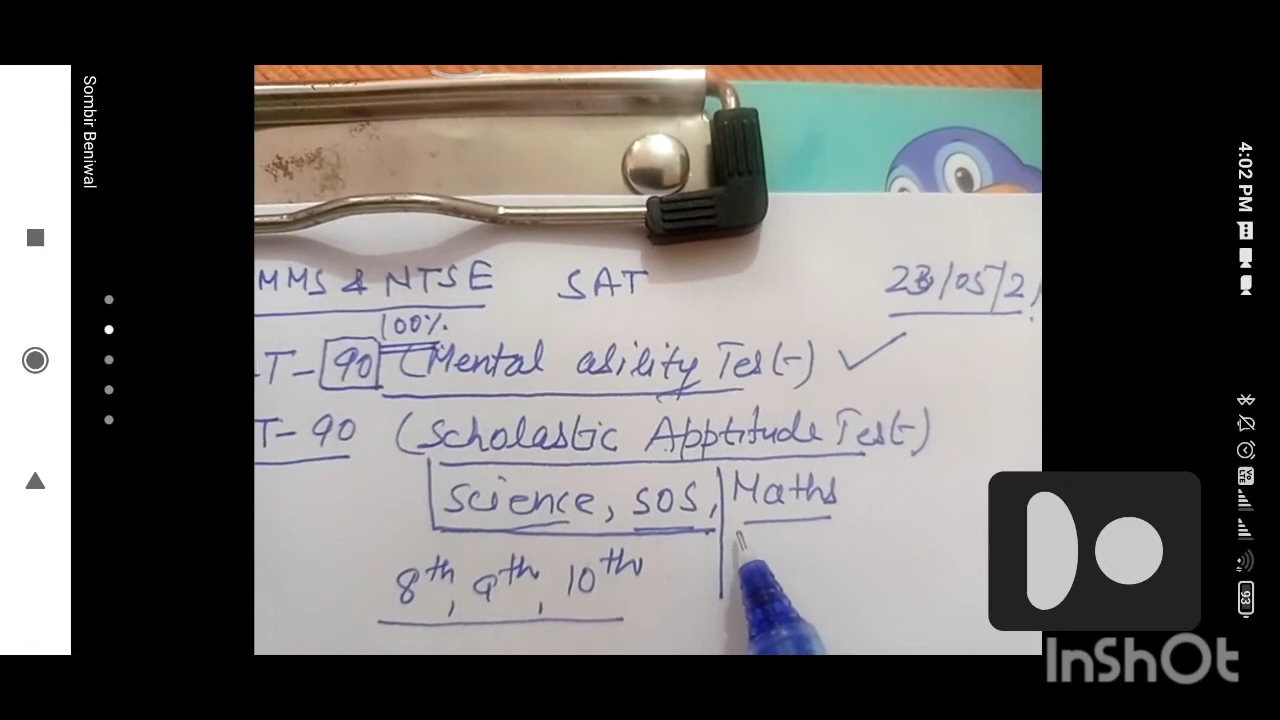 Sombir Beniwal
4:02 PM
MMS & NTSE SAT 23/05/2
100%
T-90 (Mental ability Test) ✓
T-90 (Scholastic Apptitude Test)
Science, SOS, Maths
8th, 9th, 10th
93
InShOt